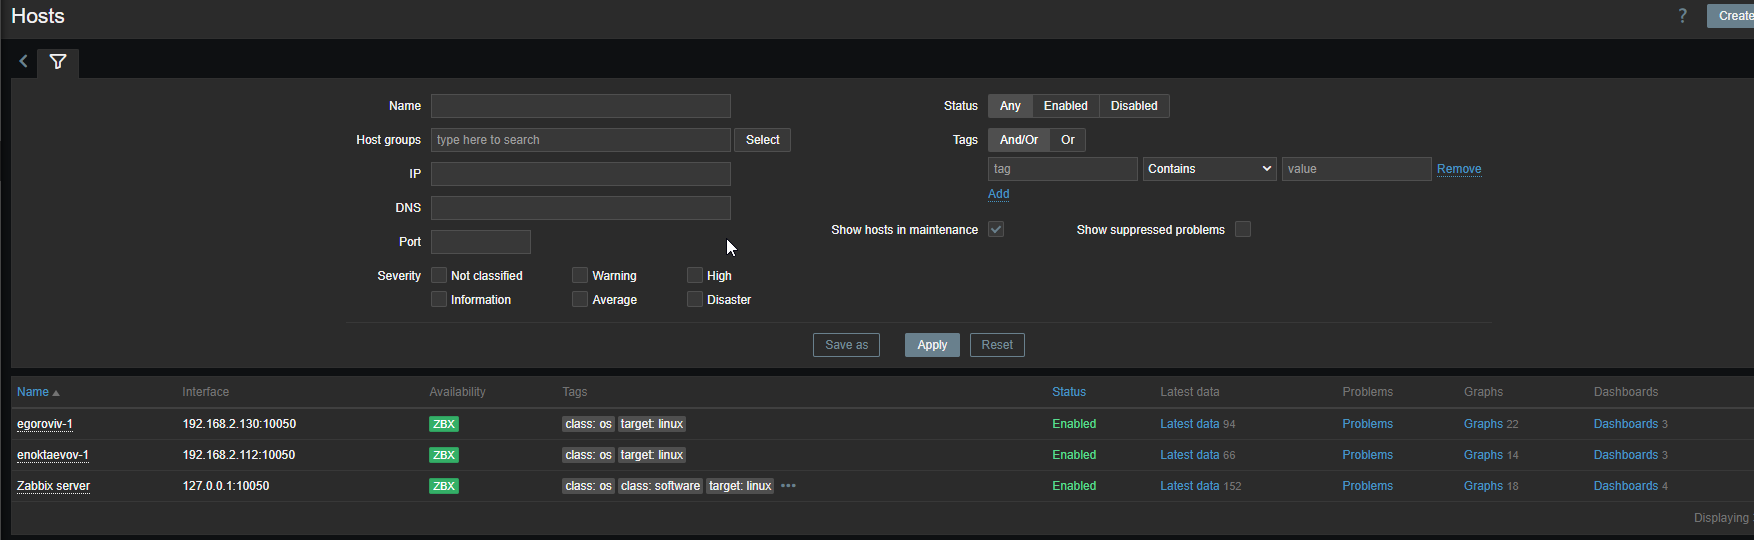 Hosts
? Create
Name
Status Any Enabled Disabled
Host groups type here to search Select
Tags And/Or Or
IP
tag Contains value Remove
Add
DNS
Show hosts in maintenance Show suppressed problems
Port
Severity Not classified Warning High
Information Average Disaster
Save as Apply Reset
Name Interface Availability Tags Status Latest data Problems Graphs Dashboards
egoroviv-1 192.168.2.130:10050 ZBX class: os target: linux Enabled Latest data 94 Problems Graphs 22 Dashboards 3
enoktaevov-1 192.168.2.112:10050 ZBX class: os target: linux Enabled Latest data 66 Problems Graphs 14 Dashboards 3
Zabbix server 127.0.0.1:10050 ZBX class: os class: software target: linux ••• Enabled Latest data 152 Problems Graphs 18 Dashboards 4
Displaying